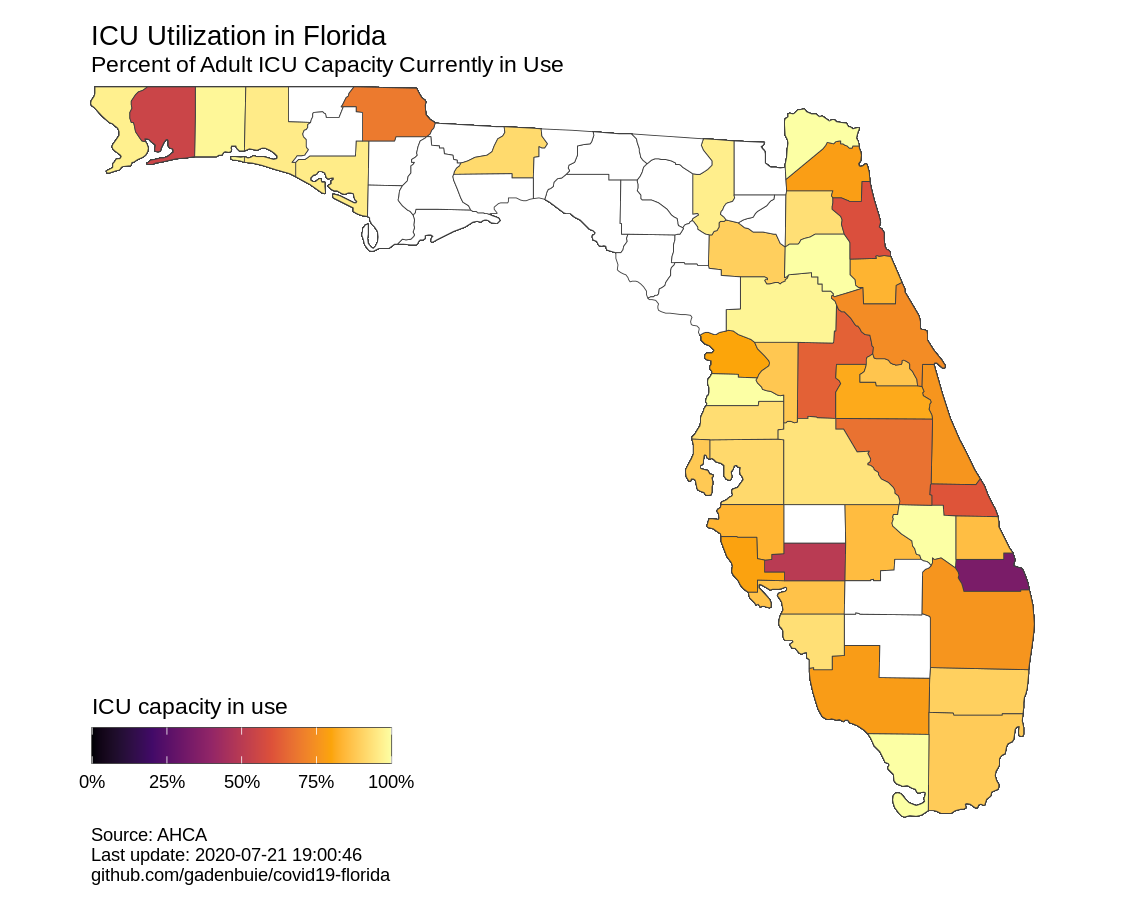 ICU Utilization in Florida
Percent of Adult ICU Capacity Currently in Use
ICU capacity in use
0% 25% 50% 75% 100%
Source: AHCA
Last update: 2020-07-21 19:00:46
github.com/gadenbuie/covid19-florida